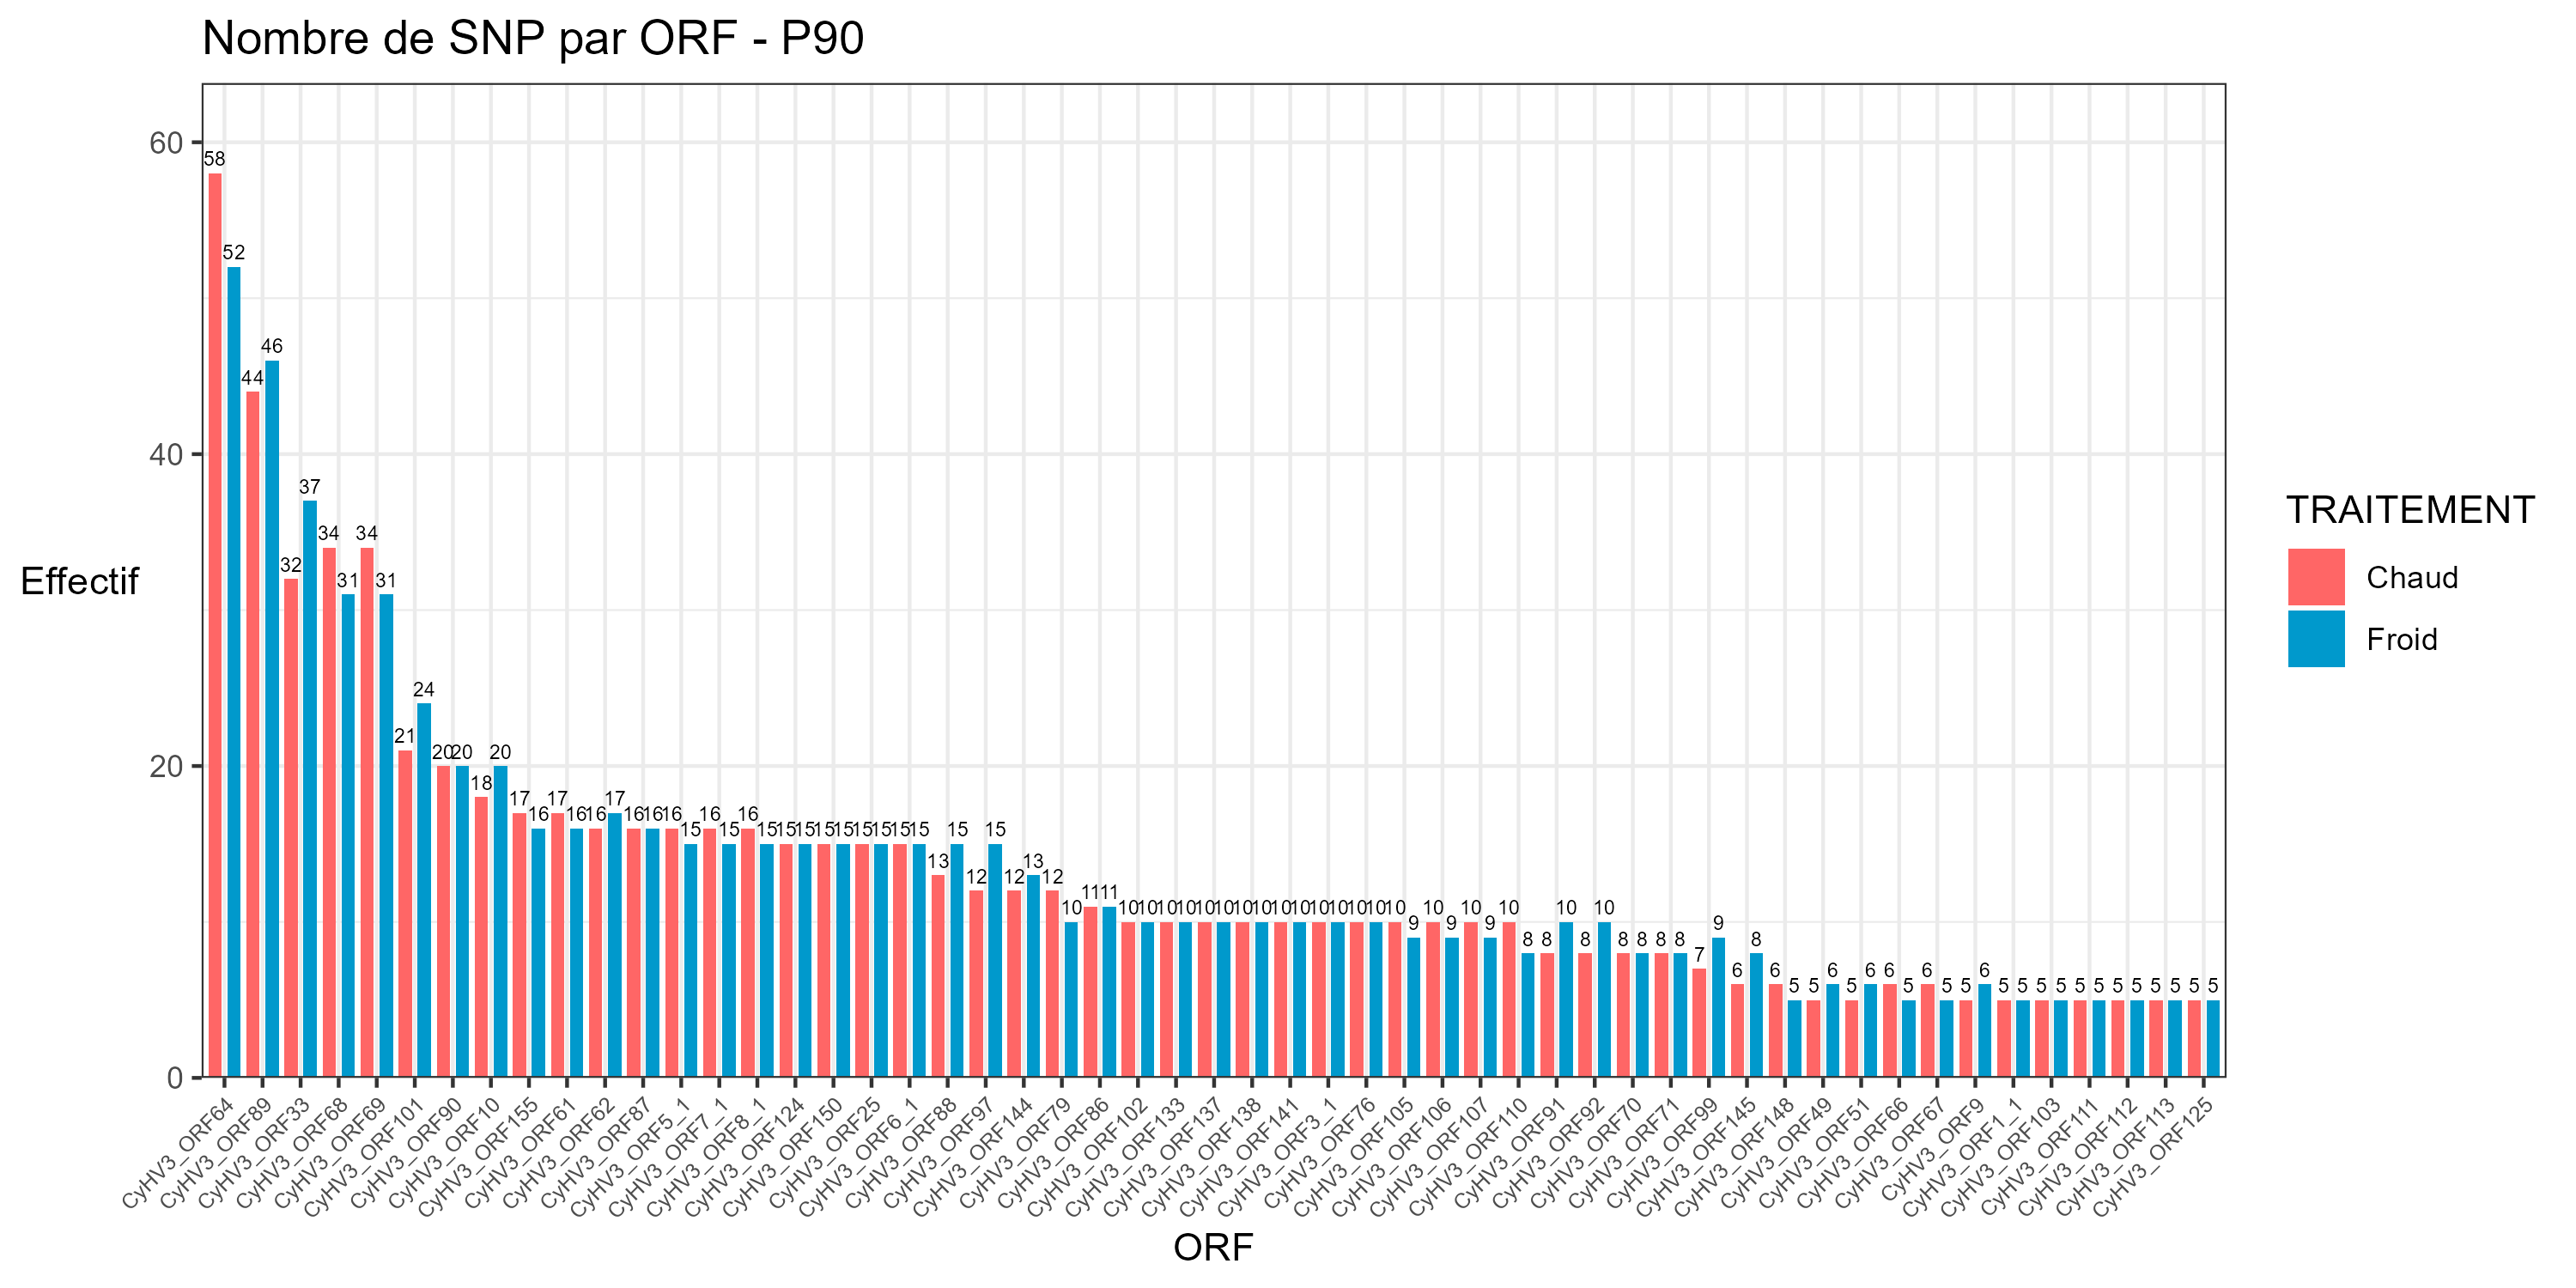 Nombre de SNP par ORF - P90
60
40
20
0
Effectif
58 52
44 46
32 37
34 31
34 31
21 24
20 20
18 20
17 16
17 16
16 17
16 16
16 15
16 15
16 15
15 15
15 15
15 15
15 15
13 15
12 15
12 13
12 10
11 11
10 10
10 10
10 10
10 10
10 10
10 10
10 10
10 9
10 9
10 9
10 8
8 10
8 10
8 8
8 8
7 9
6 8
6 5
5 6
5 6
6 5
6 5
5 6
5 5
5 5
5 5
5 5
5 5
5 5
CyHV3_ORF64
CyHV3_ORF89
CyHV3_ORF33
CyHV3_ORF68
CyHV3_ORF69
CyHV3_ORF101
CyHV3_ORF90
CyHV3_ORF10
CyHV3_ORF155
CyHV3_ORF61
CyHV3_ORF62
CyHV3_ORF87
CyHV3_ORF5_1
CyHV3_ORF7_1
CyHV3_ORF8_1
CyHV3_ORF124
CyHV3_ORF150
CyHV3_ORF25
CyHV3_ORF6_1
CyHV3_ORF88
CyHV3_ORF97
CyHV3_ORF144
CyHV3_ORF79
CyHV3_ORF86
CyHV3_ORF102
CyHV3_ORF133
CyHV3_ORF137
CyHV3_ORF138
CyHV3_ORF141
CyHV3_ORF3_1
CyHV3_ORF76
CyHV3_ORF105
CyHV3_ORF106
CyHV3_ORF107
CyHV3_ORF110
CyHV3_ORF91
CyHV3_ORF92
CyHV3_ORF70
CyHV3_ORF71
CyHV3_ORF99
CyHV3_ORF145
CyHV3_ORF148
CyHV3_ORF49
CyHV3_ORF51
CyHV3_ORF66
CyHV3_ORF67
CyHV3_ORF9
CyHV3_ORF1_1
CyHV3_ORF103
CyHV3_ORF111
CyHV3_ORF112
CyHV3_ORF113
CyHV3_ORF125
ORF
TRAITEMENT
Chaud
Froid